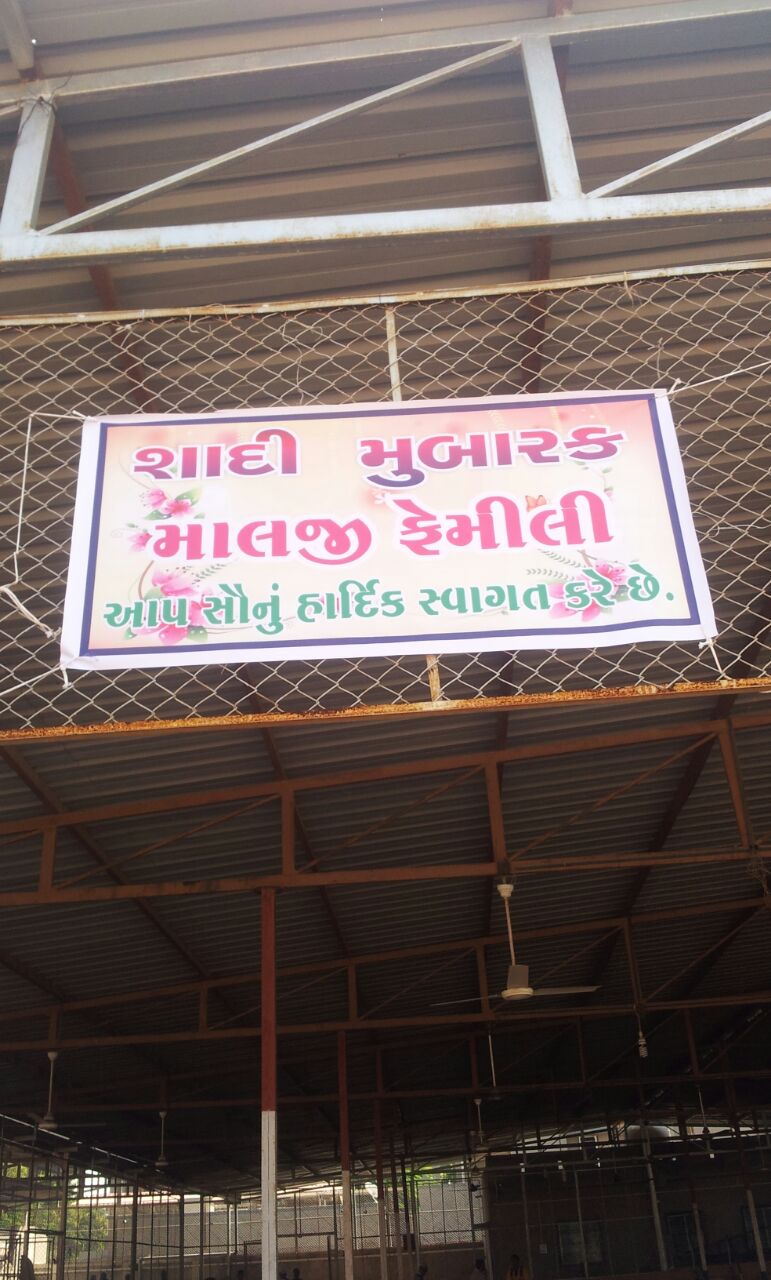 શાદી મુબારક
માલજી ફેમીલી
આપ સૌનું હાર્દિક સ્વાગત કરે છે.